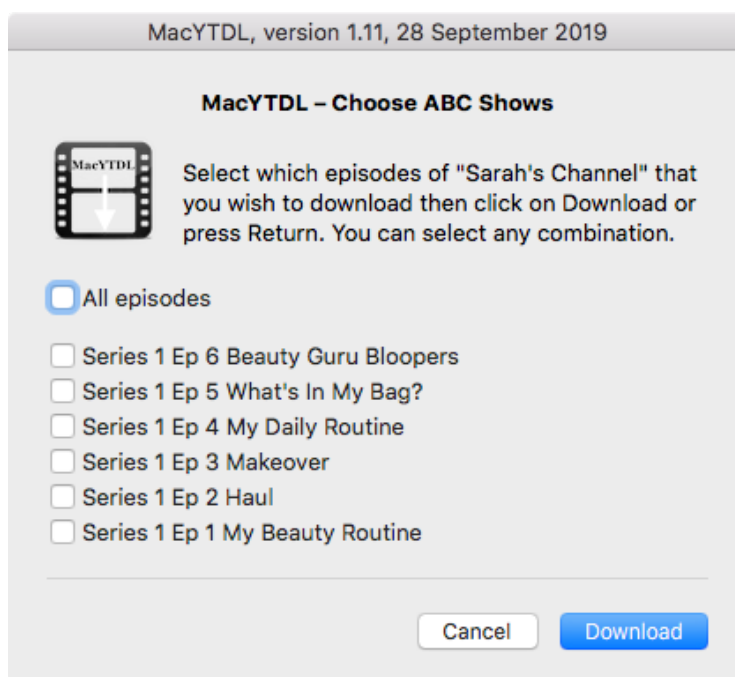 MacYTDL, version 1.11, 28 September 2019
MacYTDL – Choose ABC Shows
MacYTDL
Select which episodes of "Sarah's Channel" that
you wish to download then click on Download or
press Return. You can select any combination.
All episodes
Series 1 Ep 6 Beauty Guru Bloopers
Series 1 Ep 5 What's In My Bag?
Series 1 Ep 4 My Daily Routine
Series 1 Ep 3 Makeover
Series 1 Ep 2 Haul
Series 1 Ep 1 My Beauty Routine
Cancel
Download